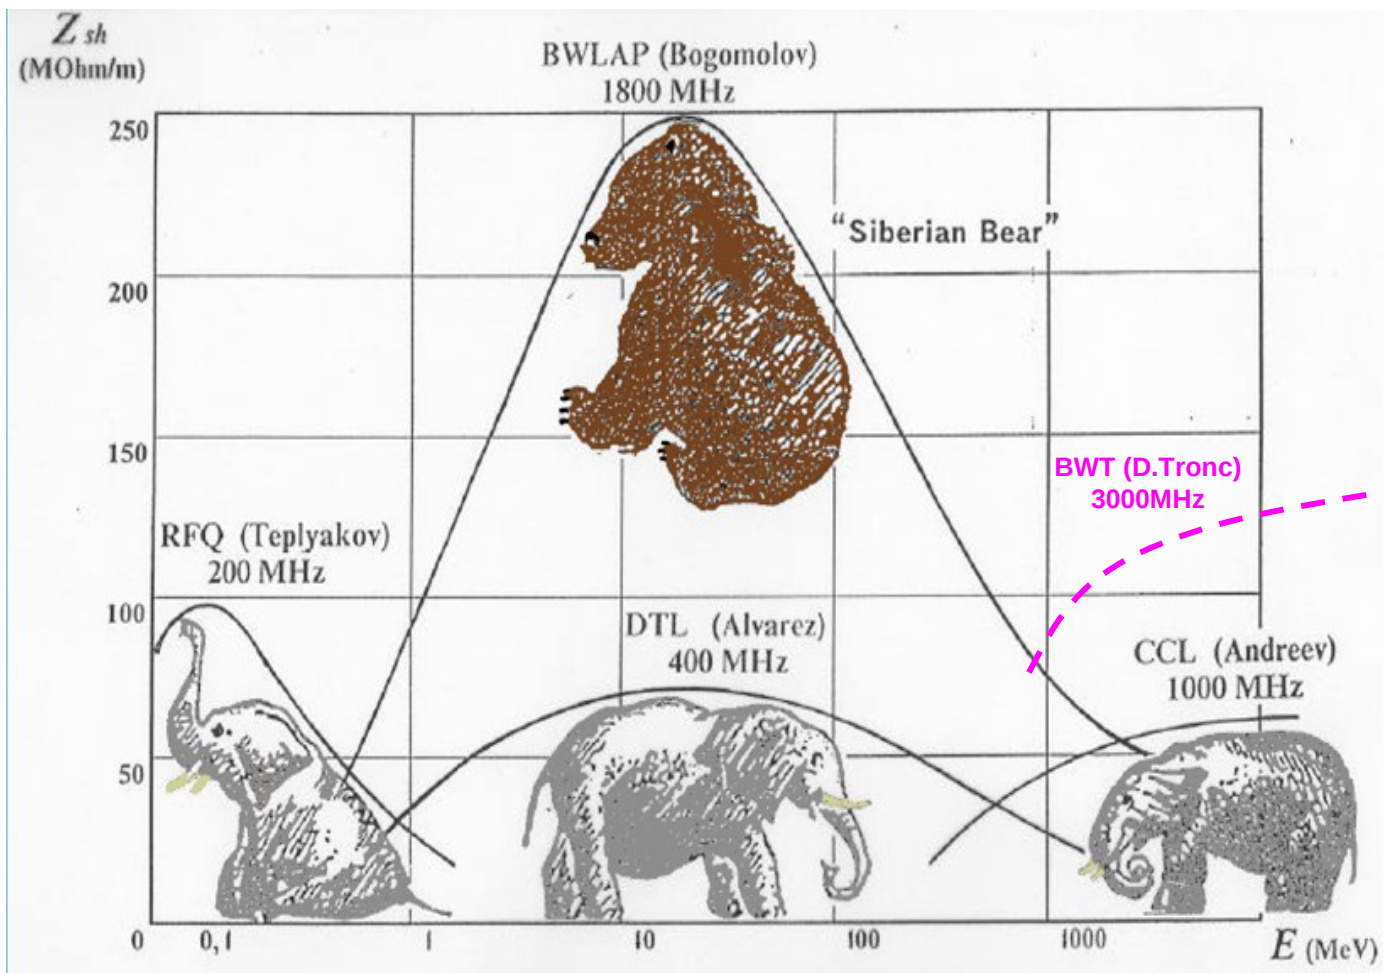 Z sh
(MOhm/m)
BWLAP (Bogomolov)
1800 MHz
250
"Siberian Bear"
200
150
BWT (D.Tronc)
3000MHz
RFQ (Teplyakov)
200 MHz
100
DTL (Alvarez)
400 MHz
CCL (Andreev)
1000 MHz
50
0 0,1 1 10 100 1000 E (MeV)